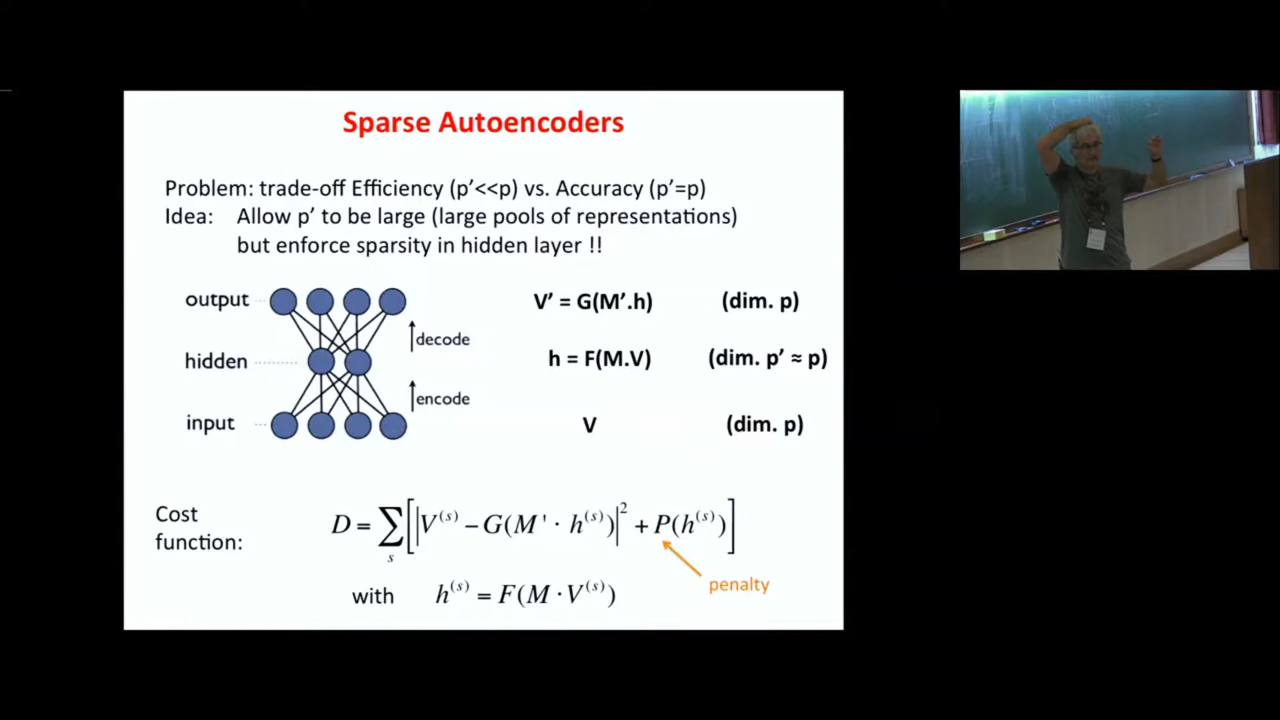 Sparse Autoencoders
Problem: trade-off Efficiency (p’<<p) vs. Accuracy (p’=p)
Idea: Allow p’ to be large (large pools of representations)
but enforce sparsity in hidden layer !!
output V’ = G(M’.h) (dim. p)
decode
hidden h = F(M.V) (dim. p’ ≈ p)
encode
input V (dim. p)
Cost function: D = ∑ₛ [ |V⁽ˢ⁾ − G(M ' · h⁽ˢ⁾)|² + P(h⁽ˢ⁾) ]
penalty
with h⁽ˢ⁾ = F(M · V⁽ˢ⁾)